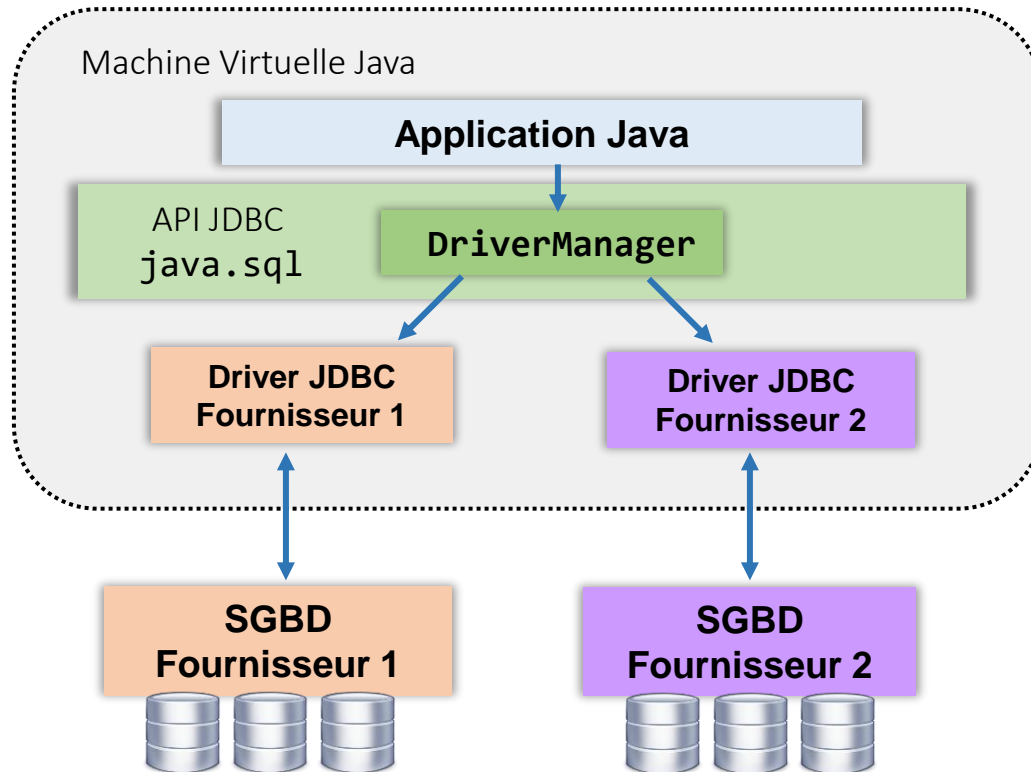 Machine Virtuelle Java
Application Java
API JDBC
java.sql
DriverManager
Driver JDBC
Fournisseur 1
Driver JDBC
Fournisseur 2
SGBD
Fournisseur 1
SGBD
Fournisseur 2